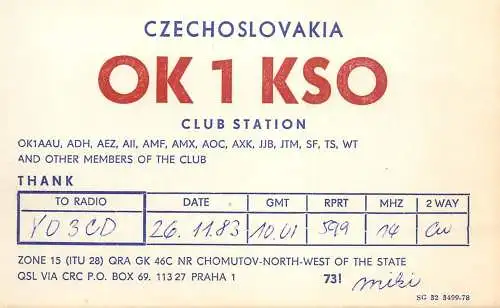 CZECHOSLOVAKIA
OK 1 KSO
CLUB STATION
OK1AAU, ADH, AEZ, AII, AMF, AMX, AOC, AXK, JJB, JTM, SF, TS, WT
AND OTHER MEMBERS OF THE CLUB
THANK
TO RADIO DATE GMT RPRT MHZ 2 WAY
YO3CD 26.11.83 10.01 599 14 CW
ZONE 15 (ITU 28) QRA GK 46C NR CHOMUTOV-NORTH-WEST OF THE STATE
QSL VIA CRC P.O. BOX 69. 113 27 PRAHA 1 73! miki
SG 32 3499-78